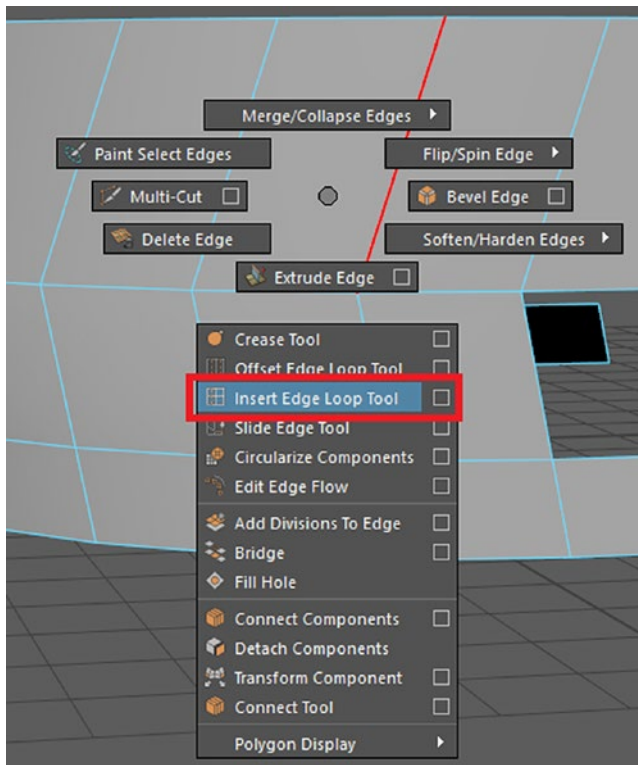 Merge/Collapse Edges
Paint Select Edges
Flip/Spin Edge
Multi-Cut
Bevel Edge
Delete Edge
Soften/Harden Edges
Extrude Edge
Crease Tool
Offset Edge Loop Tool
Insert Edge Loop Tool
Slide Edge Tool
Circularize Components
Edit Edge Flow
Add Divisions To Edge
Bridge
Fill Hole
Connect Components
Detach Components
Transform Component
Connect Tool
Polygon Display